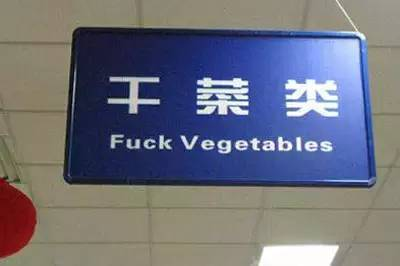 干菜类
Fuck Vegetables